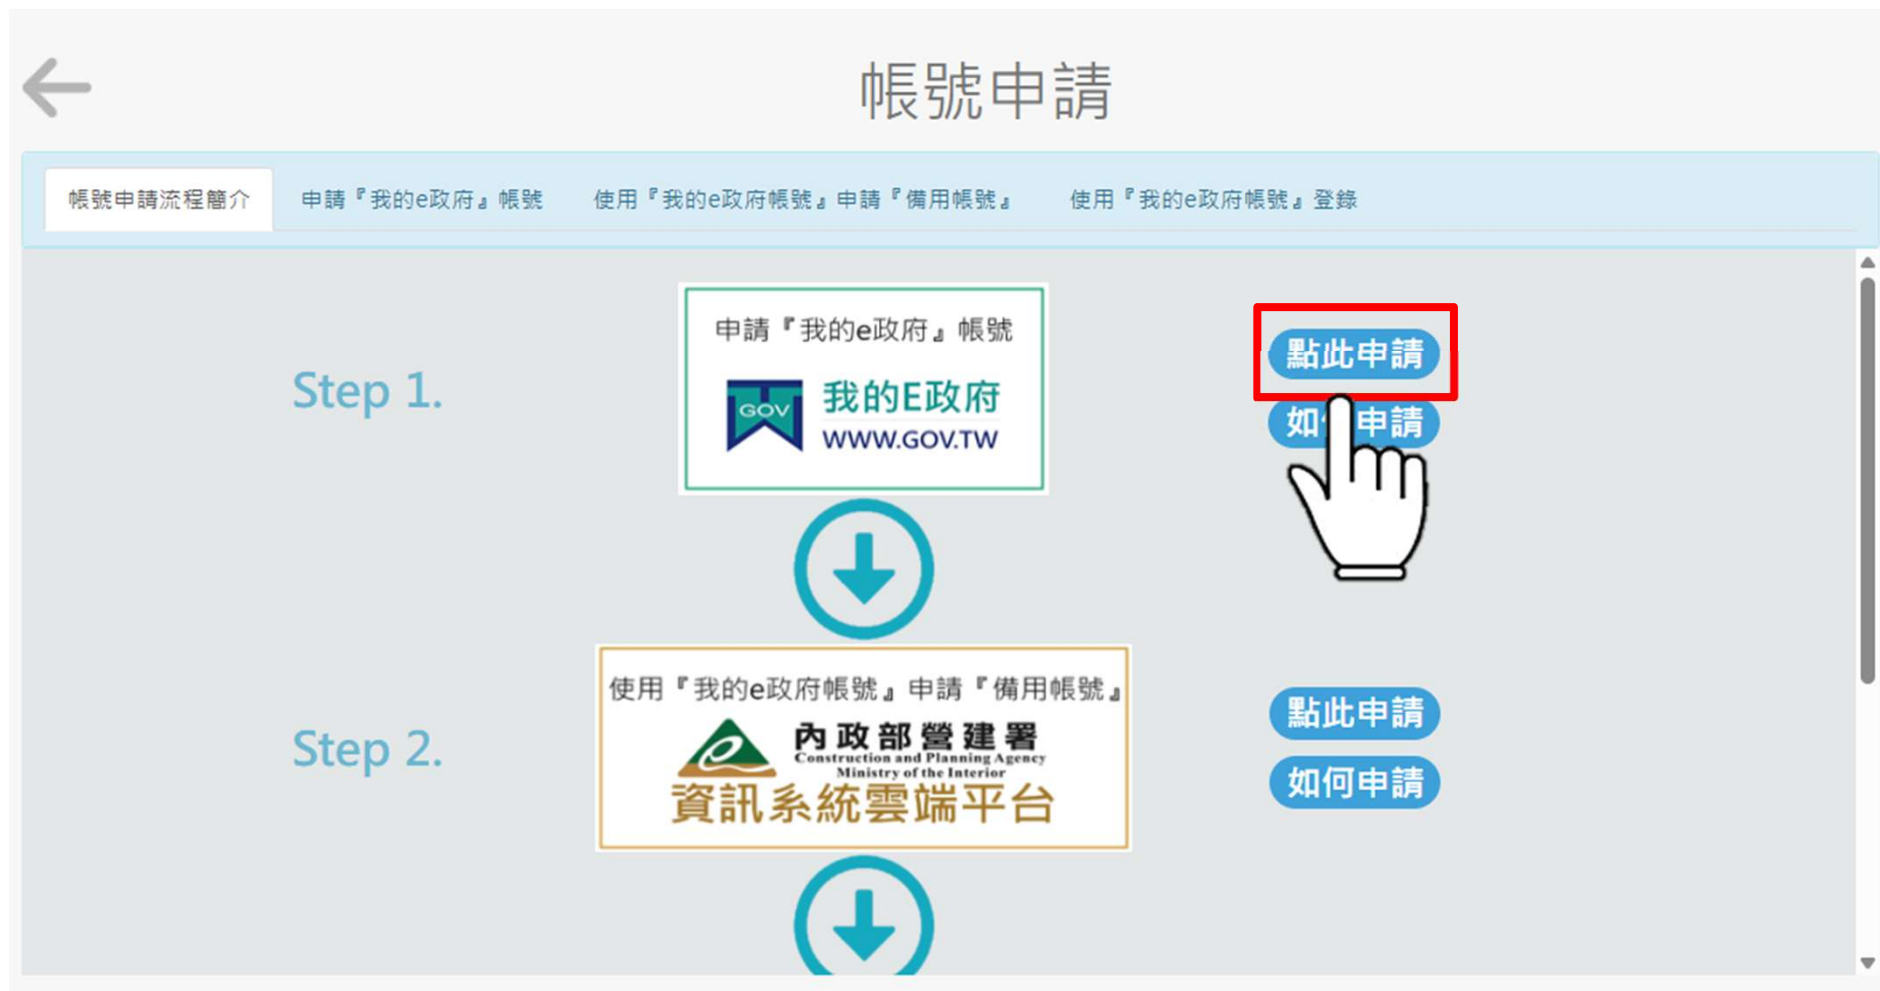 帳號申請
帳號申請流程簡介 申請『我的e政府』帳號 使用『我的e政府帳號』申請『備用帳號』 使用『我的e政府帳號』登錄
Step 1.
申請『我的e政府』帳號
GOV
我的E政府
WWW.GOV.TW
點此申請
如 申請
Step 2.
使用『我的e政府帳號』申請『備用帳號』
內政部營建署
Construction and Planning Agency
Ministry of the Interior
資訊系統雲端平台
點此申請
如何申請